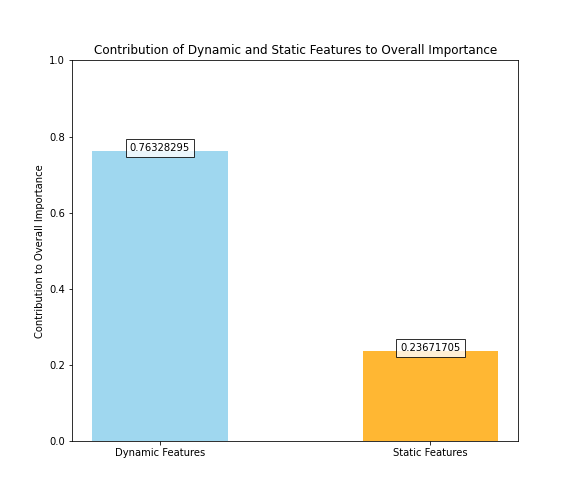 Contribution of Dynamic and Static Features to Overall Importance
1.0
0.8
0.6
0.4
0.2
0.0
Contribution to Overall Importance
0.76328295
0.23671705
Dynamic Features
Static Features